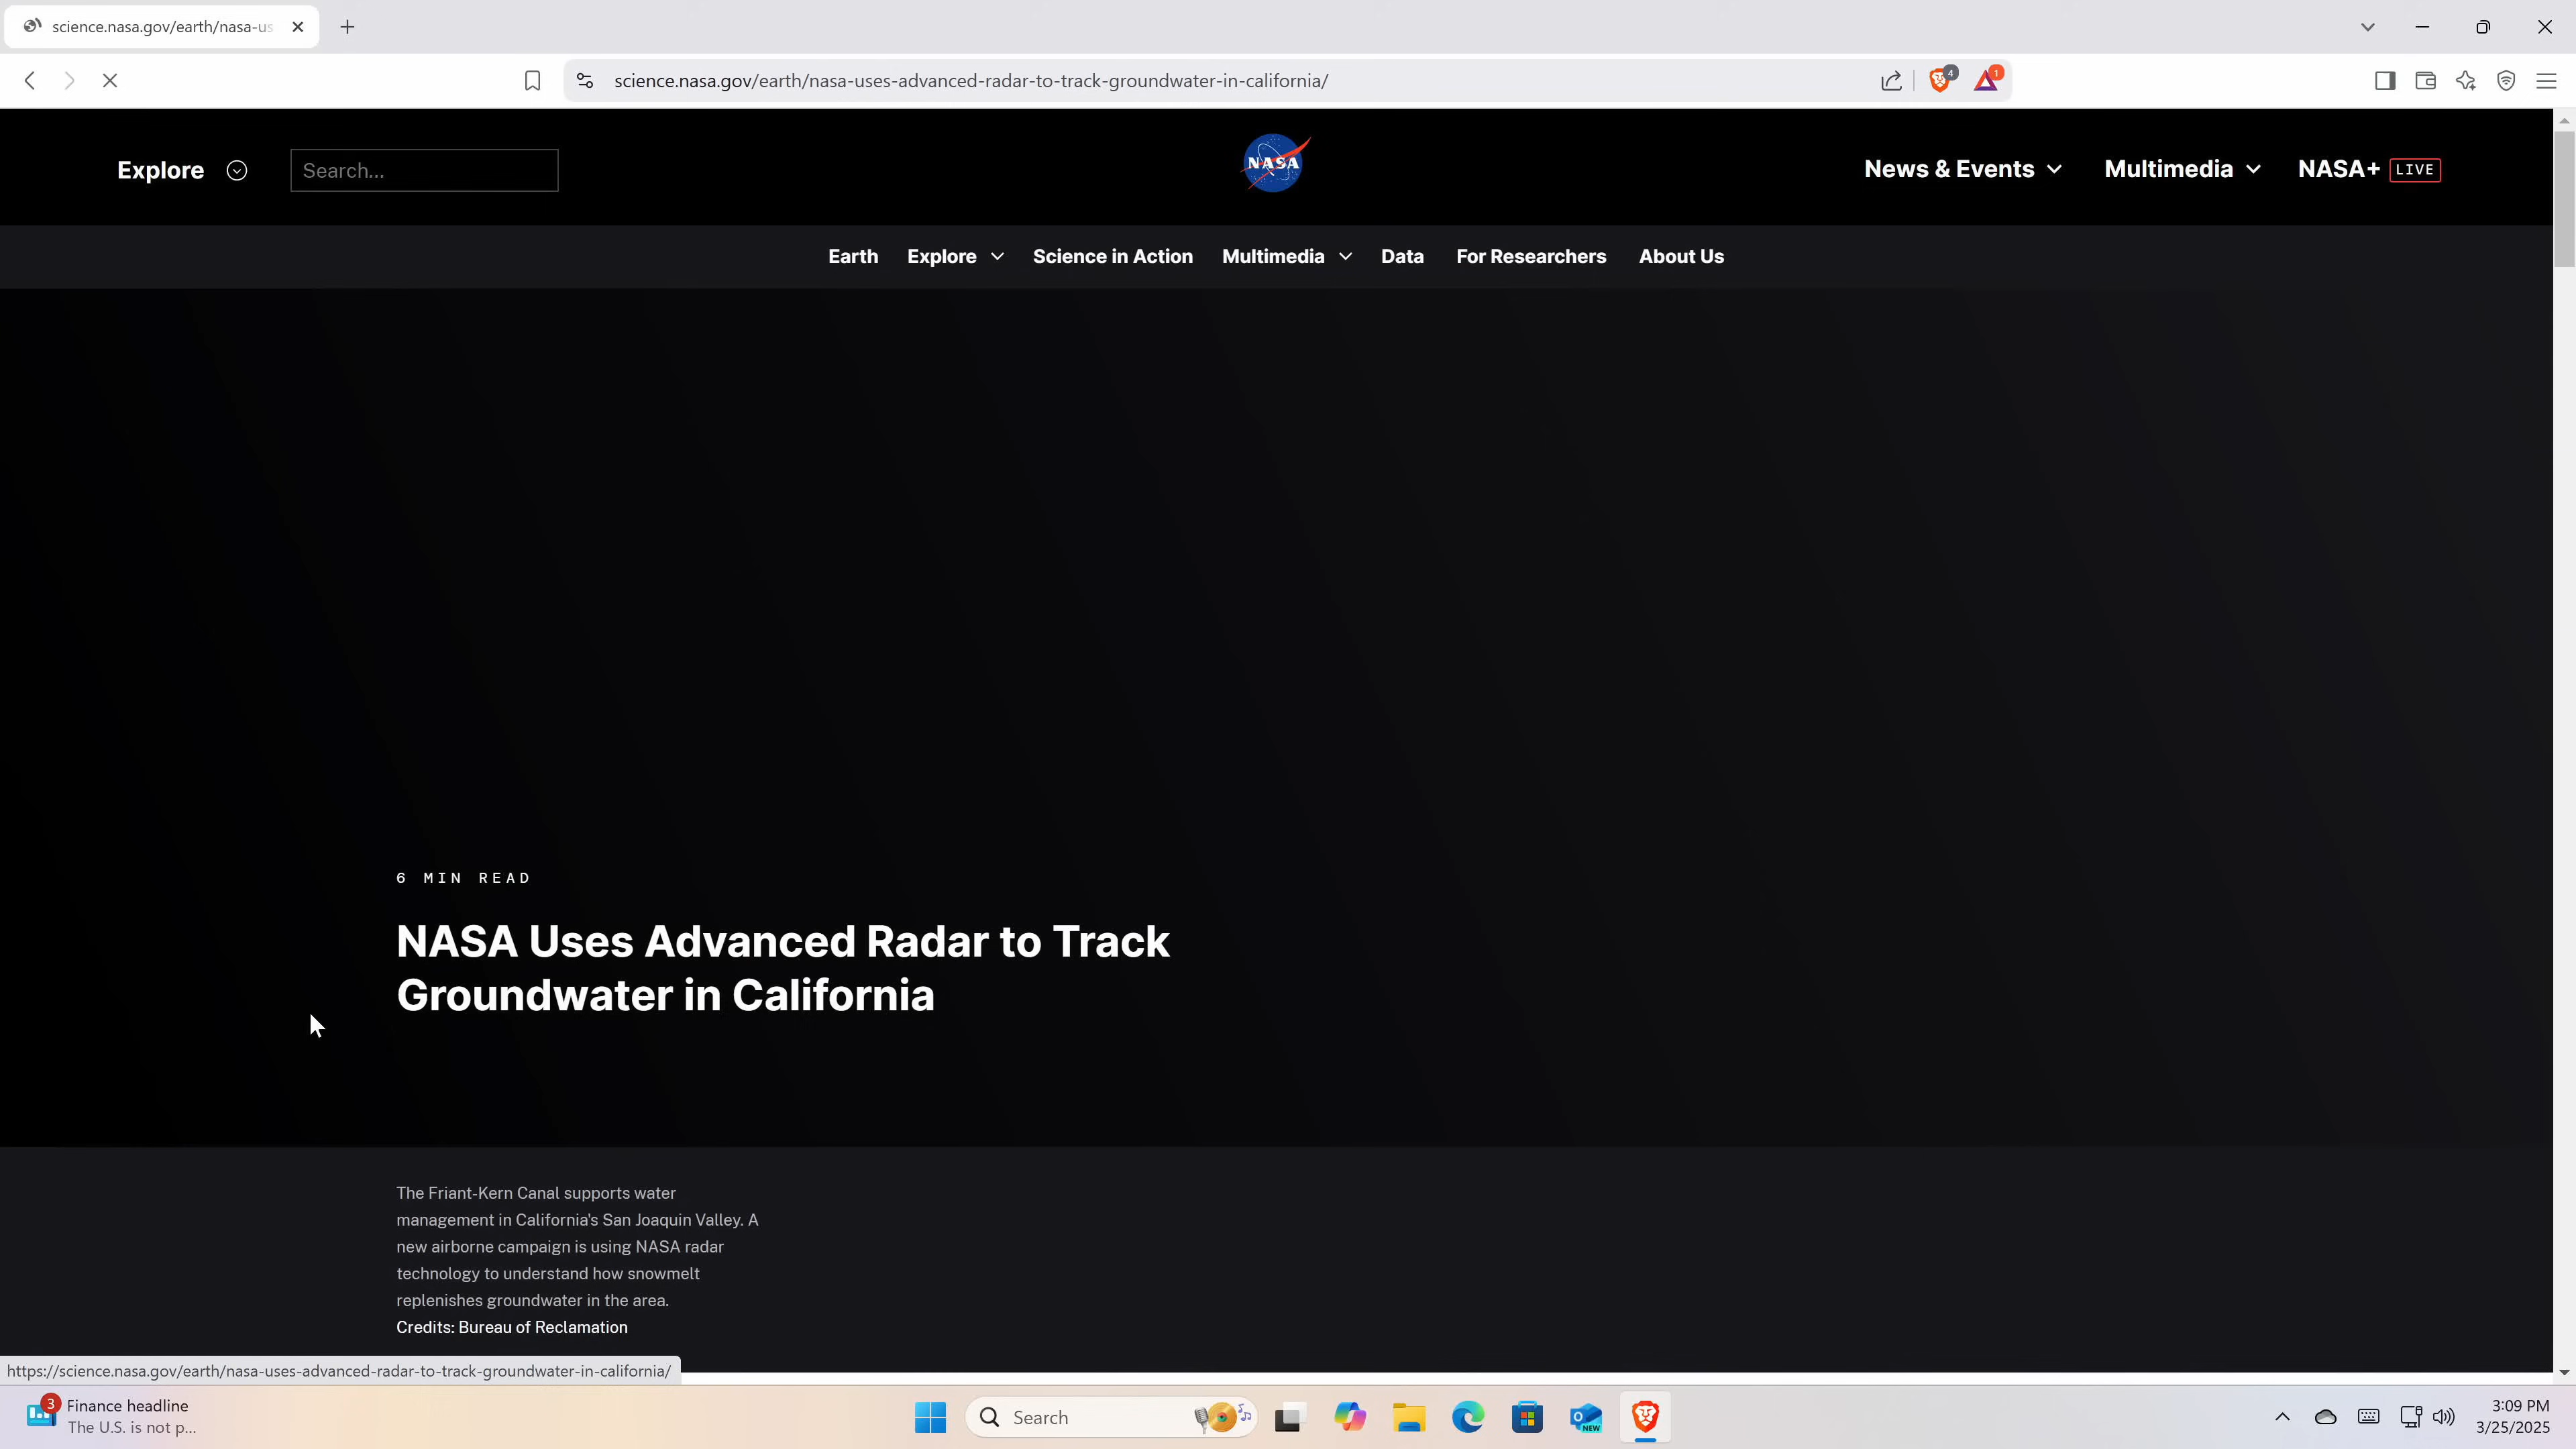 science.nasa.gov/earth/nasa-us
science.nasa.gov/earth/nasa-uses-advanced-radar-to-track-groundwater-in-california/
4
1
Explore
Search...
NASA
News & Events
Multimedia
NASA+ LIVE
Earth
Explore
Science in Action
Multimedia
Data
For Researchers
About Us
6 MIN READ
NASA Uses Advanced Radar to Track
Groundwater in California
The Friant-Kern Canal supports water
management in California's San Joaquin Valley. A
new airborne campaign is using NASA radar
technology to understand how snowmelt
replenishes groundwater in the area.
Credits: Bureau of Reclamation
https://science.nasa.gov/earth/nasa-uses-advanced-radar-to-track-groundwater-in-california/
3
Finance headline
The U.S. is not p...
Search
NEW
3:09 PM
3/25/2025